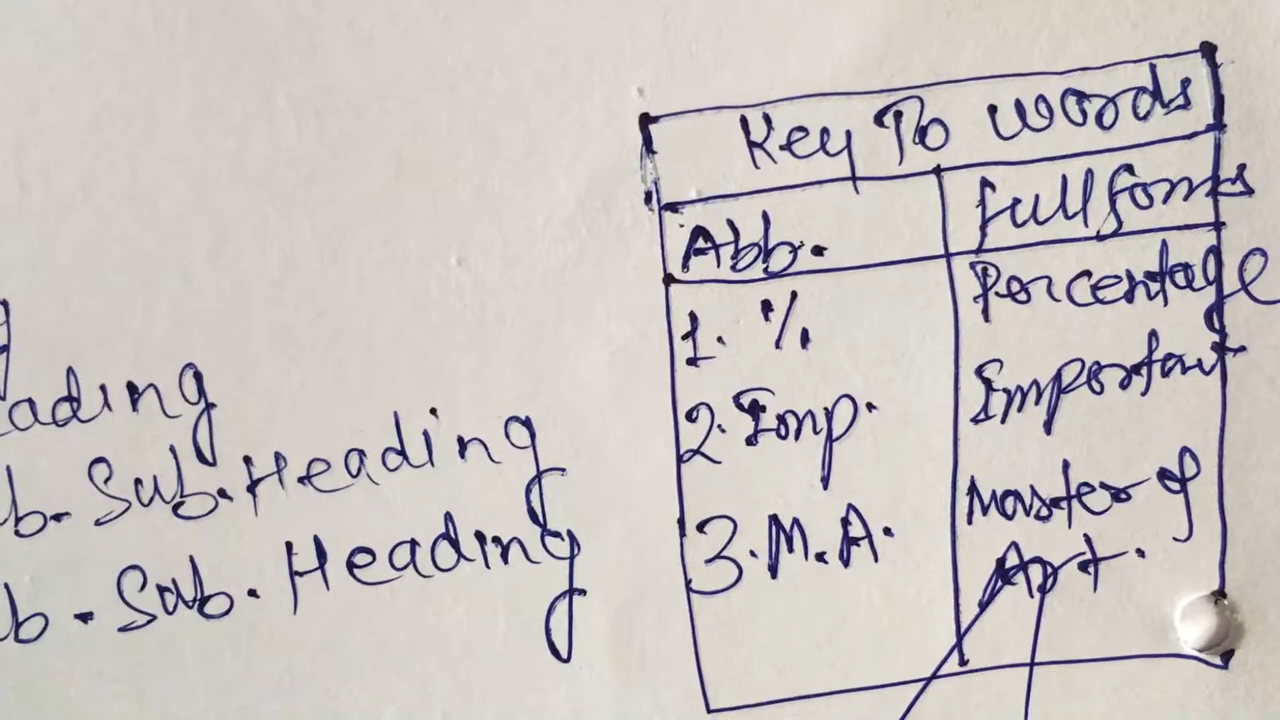 ading
b. Sub. Heading
b. Sub. Heading
Key To Words
Abb. Full forms
1. % Percentage
2. Imp. Important
3. M.A. Master of
Art.